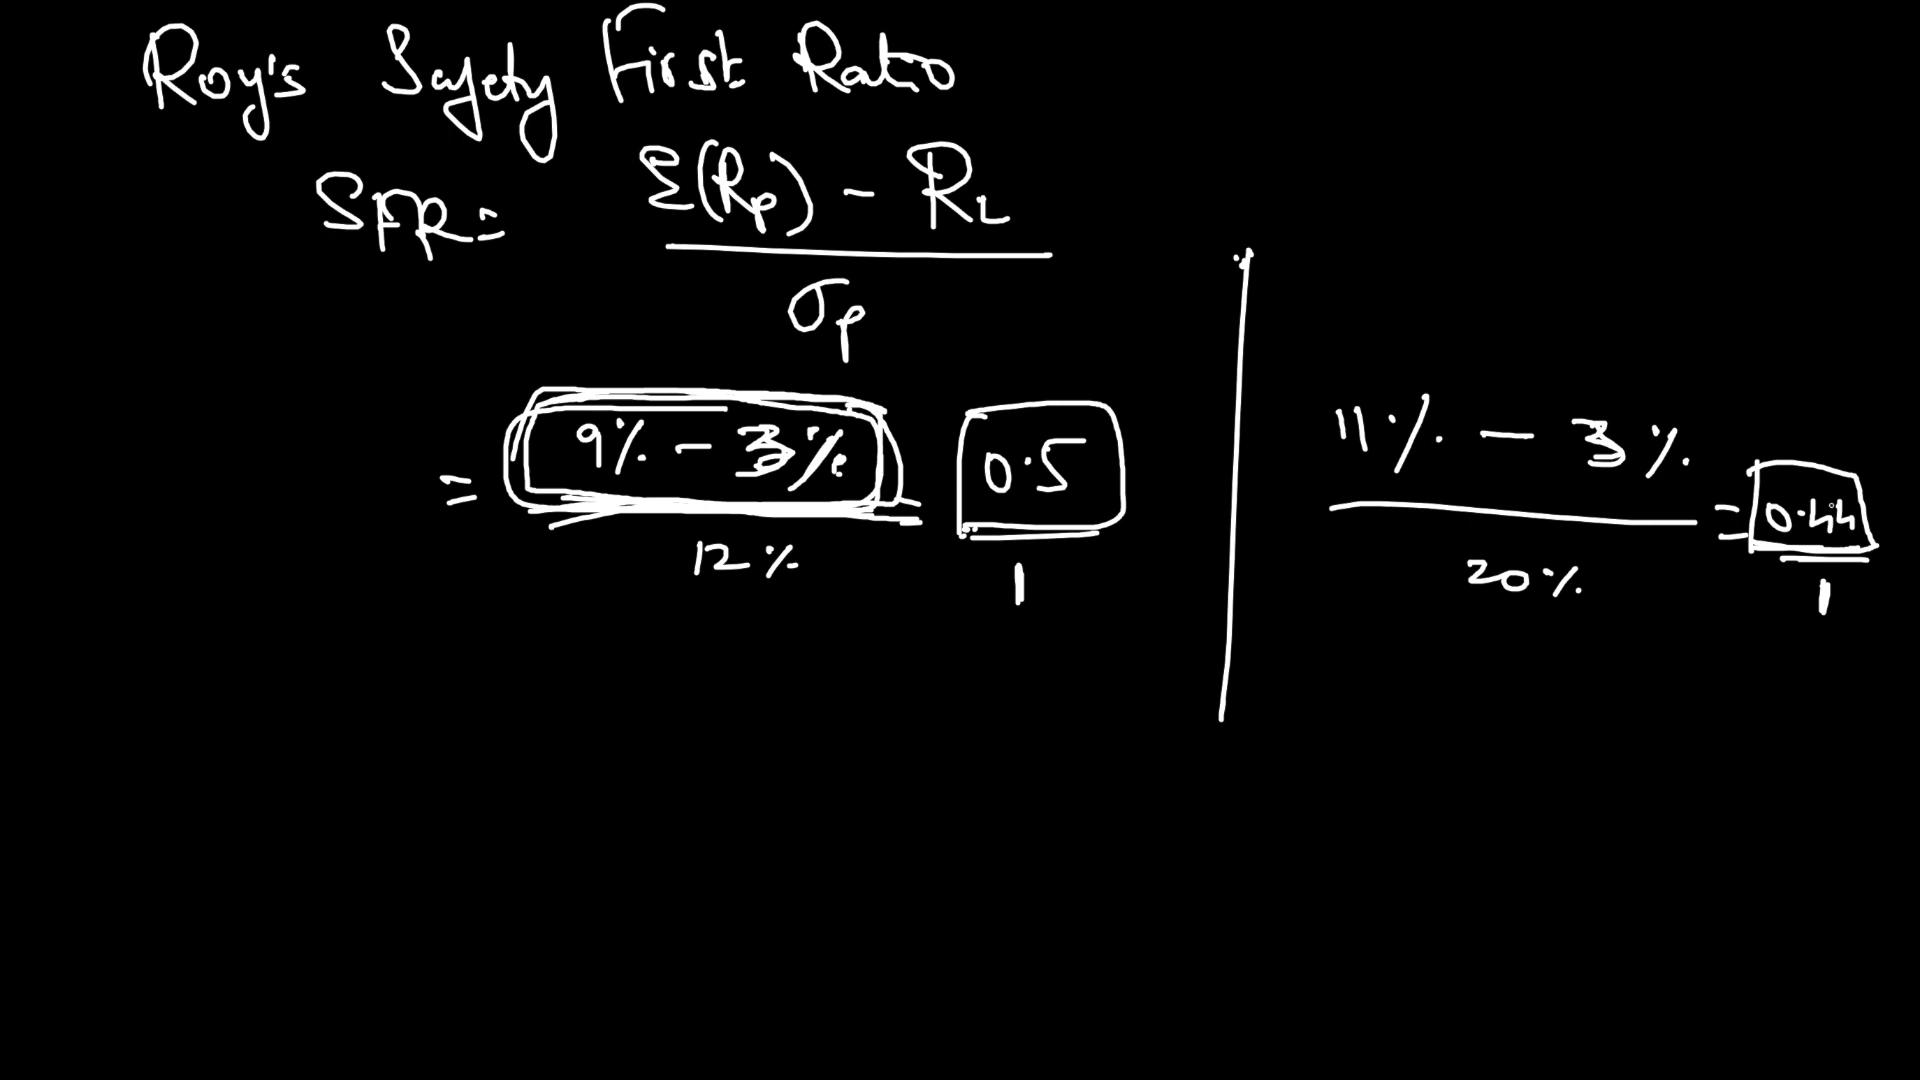 Roy's Safety First Ratio
SFR = Σ(Rp) - RL
σp
= 9% - 3% = 0.5
12% 1
11% - 3% = 0.44
20% 1